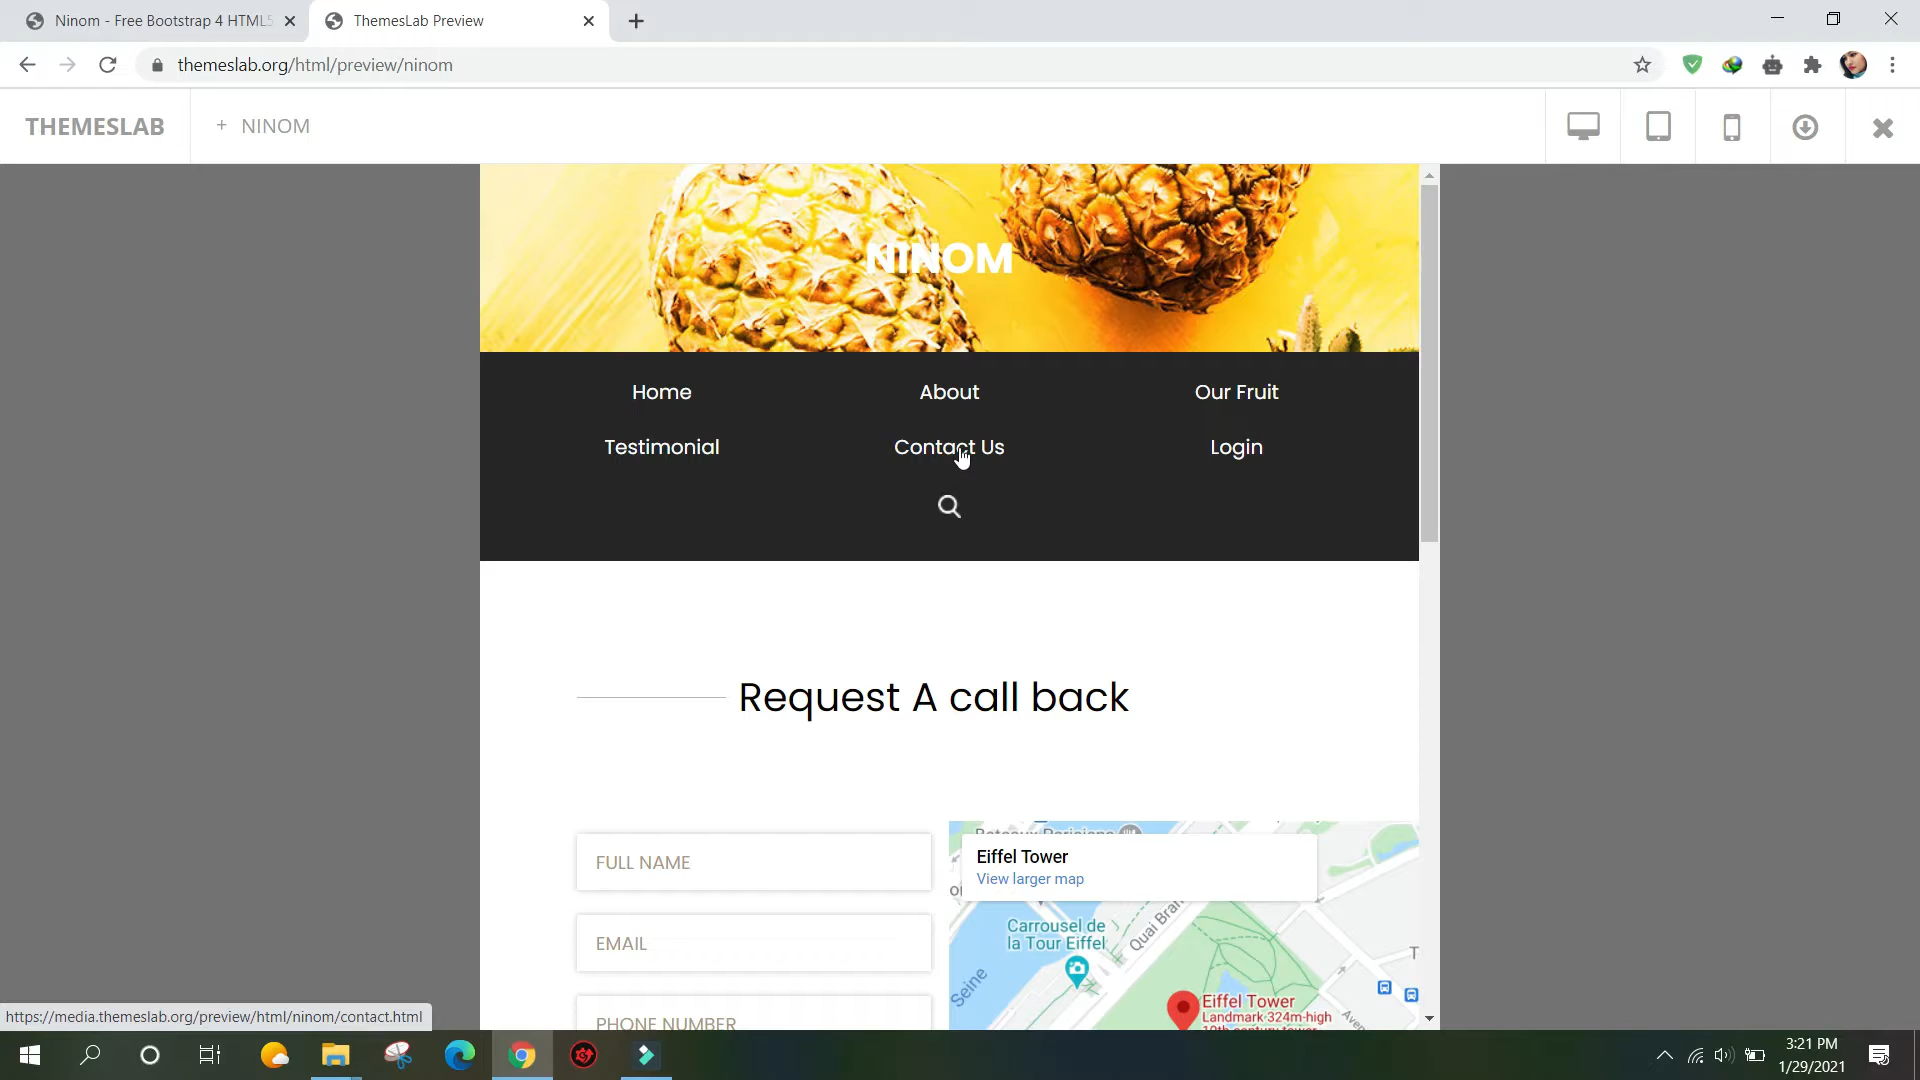 Ninom - Free Bootstrap 4 HTML5
ThemesLab Preview
themeslab.org/html/preview/ninom
THEMESLAB
+ NINOM
NINOM
Home
About
Our Fruit
Testimonial
Contact Us
Login
Request A call back
FULL NAME
EMAIL
PHONE NUMBER
Eiffel Tower
View larger map
Carrousel de
la Tour Eiffel
Quai Bran
Seine
Eiffel Tower
Landmark 324m-high
https://media.themeslab.org/preview/html/ninom/contact.html
3:21 PM
1/29/2021